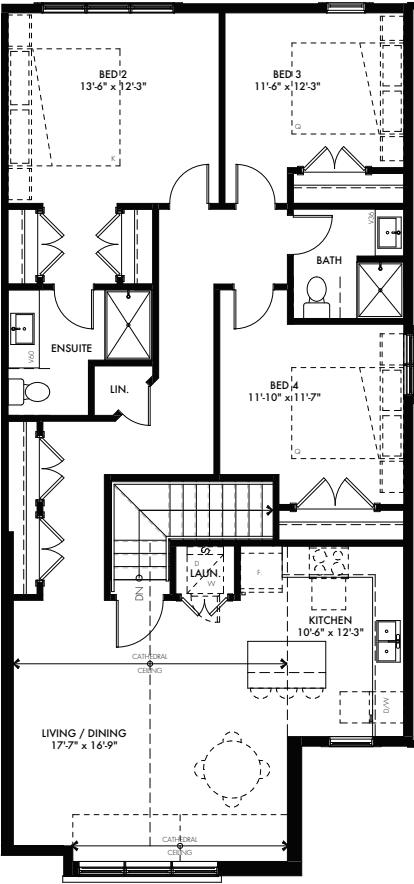 BED 2
13'-6" x 12'-3"
BED 3
11'-6" x 12'-3"
K
Q
V36
BATH
V60
ENSUITE
LIN.
BED 4
11'-10" x 11'-7"
Q
DN
S
D
W
LAUN.
F.
KITCHEN
10'-6" x 12'-3"
CATHEDRAL
CEILING
D/W
LIVING / DINING
17'-7" x 16'-9"
CATHEDRAL
CEILING